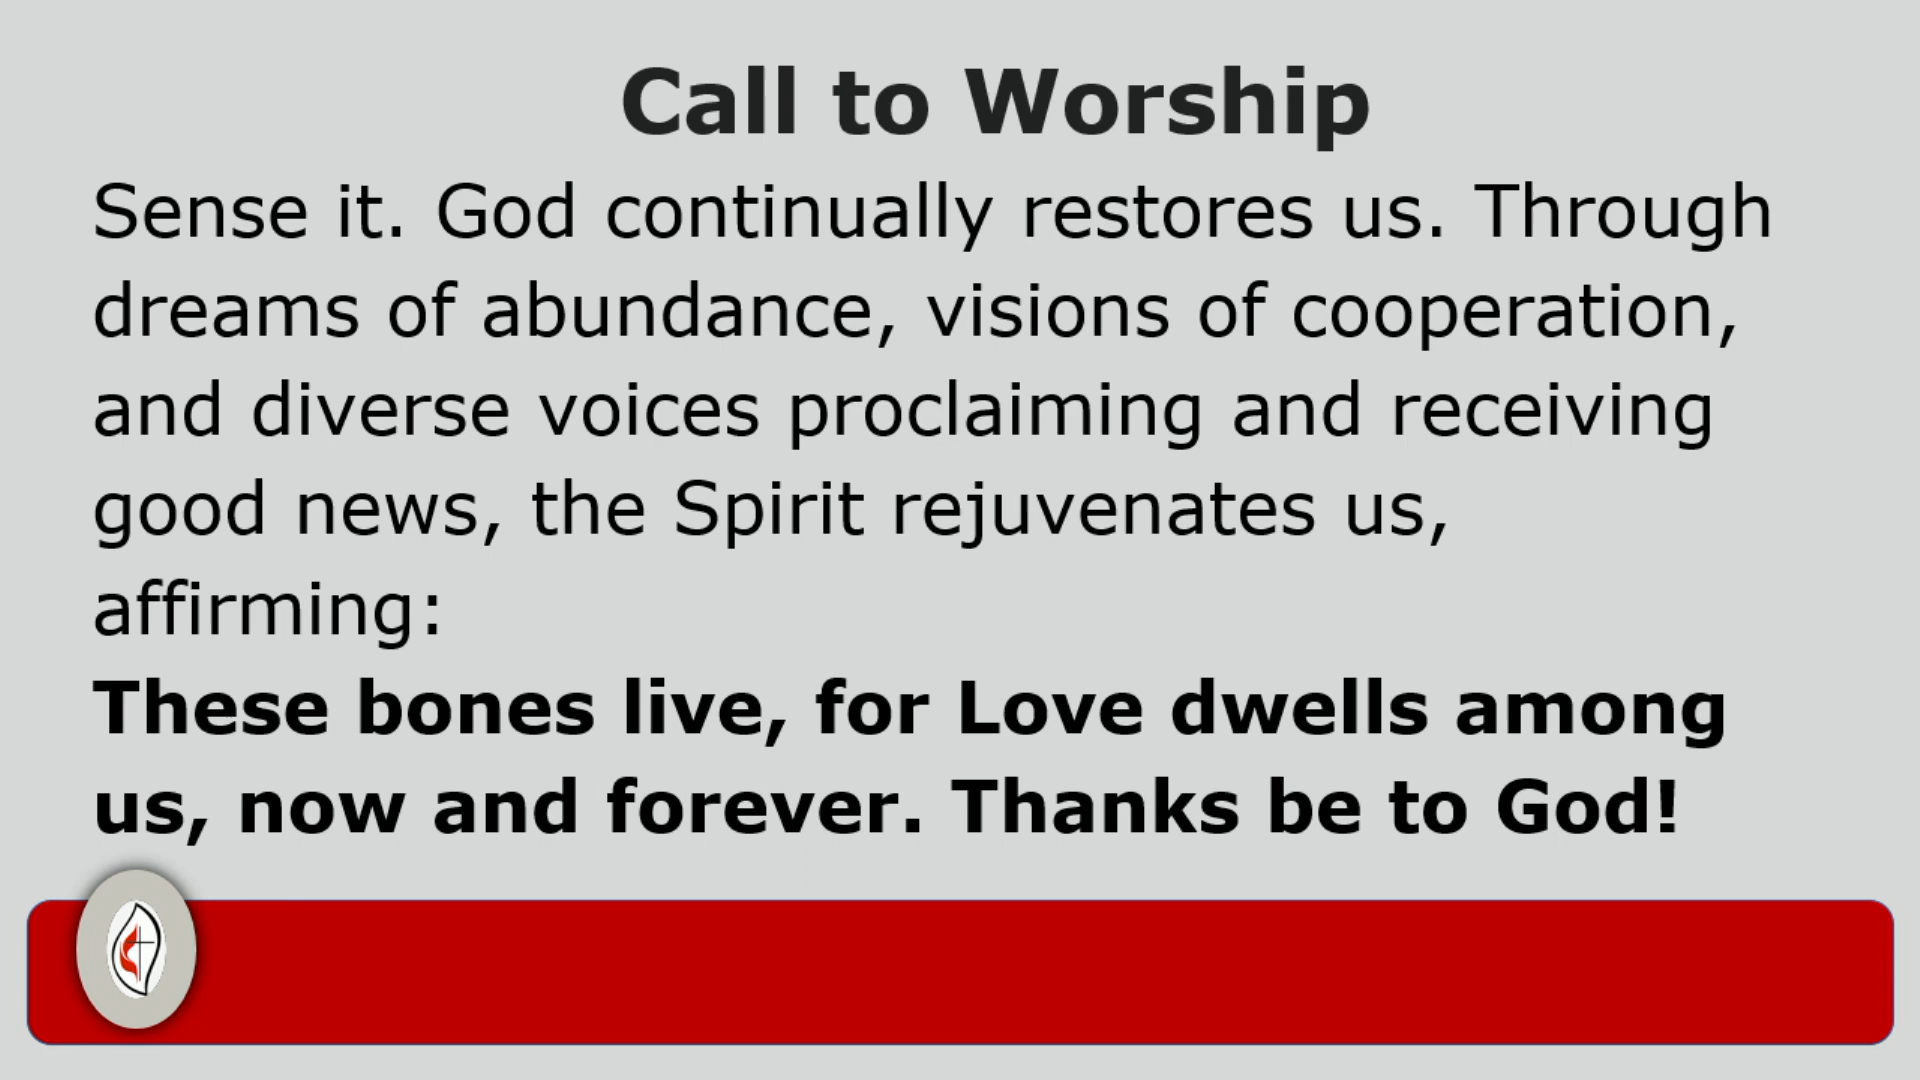 Call to Worship
Sense it. God continually restores us. Through
dreams of abundance, visions of cooperation,
and diverse voices proclaiming and receiving
good news, the Spirit rejuvenates us,
affirming:
These bones live, for Love dwells among
us, now and forever. Thanks be to God!